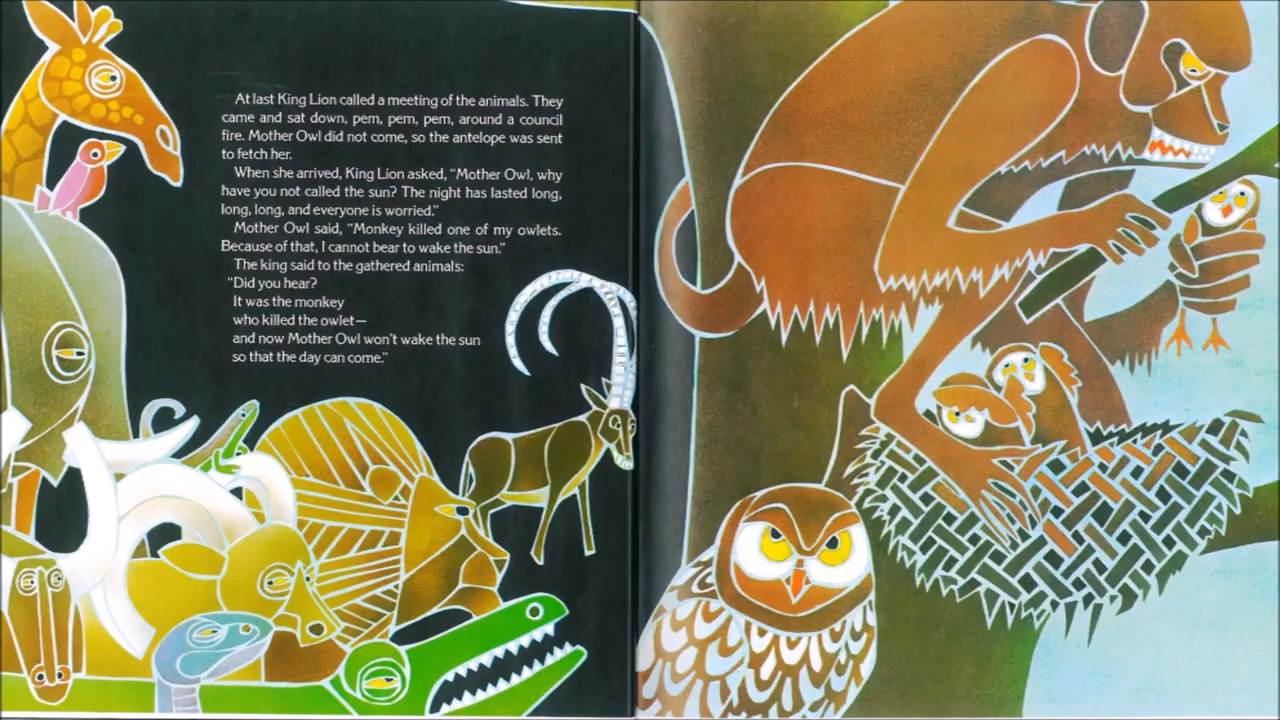 At last King Lion called a meeting of the animals. They
came and sat down, pem, pem, pem, around a council
fire. Mother Owl did not come, so the antelope was sent
to fetch her.
When she arrived, King Lion asked, “Mother Owl, why
have you not called the sun? The night has lasted long,
long, long, and everyone is worried.”
Mother Owl said, “Monkey killed one of my owlets.
Because of that, I cannot bear to wake the sun.”
The king said to the gathered animals:
“Did you hear?
It was the monkey
who killed the owlet—
and now Mother Owl won’t wake the sun
so that the day can come.”